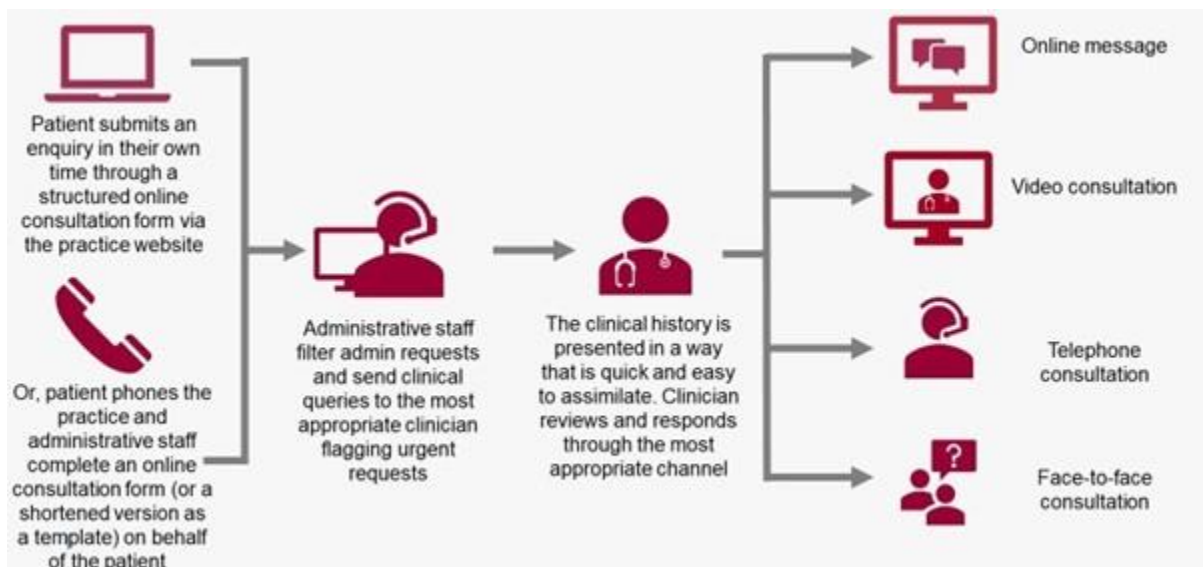 Patient submits an
enquiry in their own
time through a
structured online
consultation form via
the practice website
Or, patient phones the
practice and
administrative staff
complete an online
consultation form (or a
shortened version as
a template) on behalf
of the patient
Administrative staff
filter admin requests
and send clinical
queries to the most
appropriate clinician
flagging urgent
requests
The clinical history is
presented in a way
that is quick and easy
to assimilate. Clinician
reviews and responds
through the most
appropriate channel
Online message
Video consultation
Telephone
consultation
?
Face-to-face
consultation